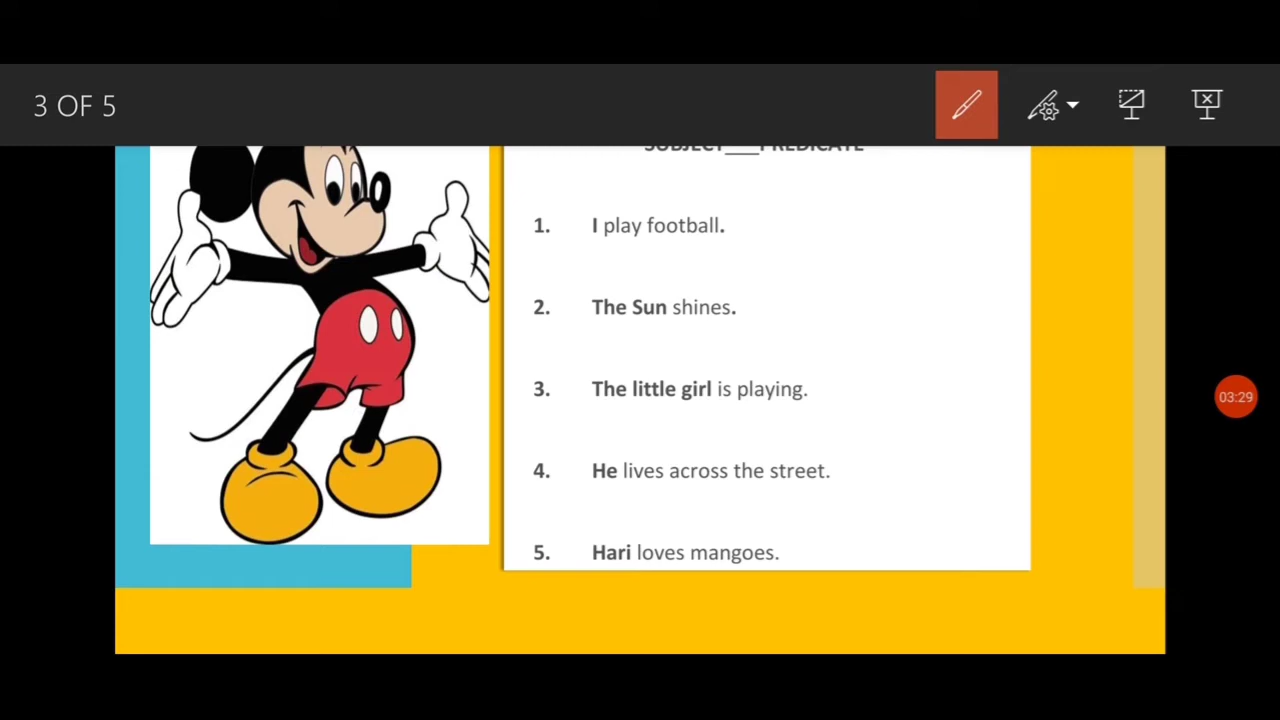 3 OF 5
SUBJECT___PREDICATE
1. I play football.
2. The Sun shines.
3. The little girl is playing.
03:29
4. He lives across the street.
5. Hari loves mangoes.